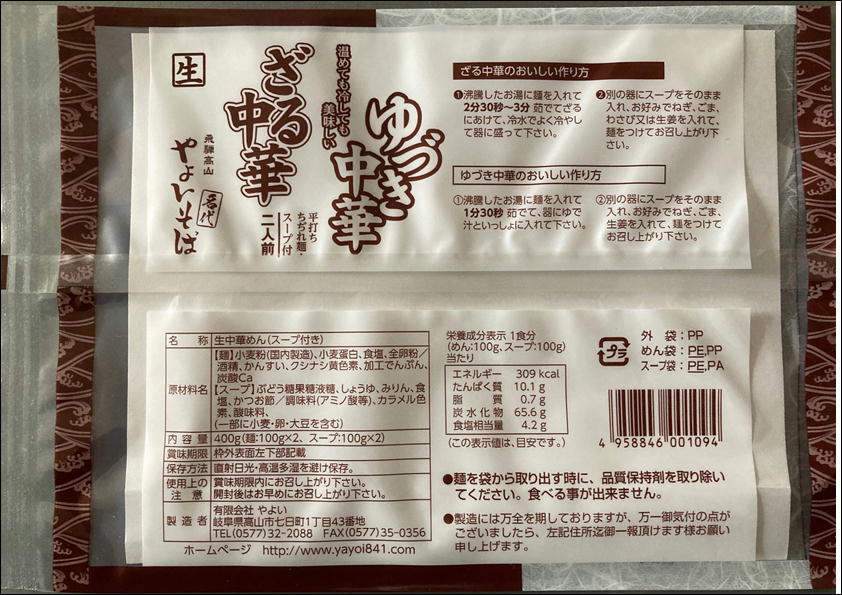 生
ざる
中華
温めても冷しても
美味しい
ゆづき
中華
飛騨高山
名代
やよいそば
平打ち
ちぢれ麺・
スープ付
二人前
ざる中華のおいしい作り方
❶沸騰したお湯に麺を入れて
2分30秒〜3分 茹でてざる
にあけて、冷水でよく冷やし
て器に盛って下さい。
❷別の器にスープをそのまま
入れ、お好みでねぎ、ごま、
わさび又は生姜を入れて、
麺をつけてお召し上がり下
さい。
ゆづき中華のおいしい作り方
①沸騰したお湯に麺を入れて
1分30秒 茹でて、器にゆで
汁といっしょに入れて下さい。
②別の器にスープをそのまま
入れ、お好みでねぎ、ごま、
生姜を入れて、麺をつけて
お召し上がり下さい。
名 称 生中華めん(スープ付き)
原材料名 【麺】小麦粉(国内製造)、小麦蛋白、食塩、全卵粉／
酒精、かんすい、クシナシ黄色素、加工でんぷん、
炭酸Ca
【スープ】ぶどう糖果糖液糖、しょうゆ、みりん、食
塩、かつお節／調味料(アミノ酸等)、カラメル色
素、酸味料、
(一部に小麦・卵・大豆を含む)
内容量 400g(麺:100g×2、スープ:100g×2)
賞味期限 枠外表面左下部記載
保存方法 直射日光・高温多湿を避け保存。
使用上の
注意 賞味期限内にお召し上がり下さい。
開封後はお早めにお召し上がり下さい。
製造者 有限会社 やよい
岐阜県高山市七日町1丁目43番地
TEL(0577)32-2088 FAX(0577)35-0356
ホームページ http://www.yayoi841.com
栄養成分表示 1食分
(めん:100g、スープ:100g)
当たり
エネルギー 309 kcal
たんぱく質 10.1 g
脂質 0.7 g
炭水化物 65.6 g
食塩相当量 4.2 g
(この表示値は、目安です。)
プラ
外 袋：PP
めん袋：PE,PP
スープ袋：PE,PA
4 958846 001094
●麺を袋から取り出す時に、品質保持剤を取り除い
てください。食べる事が出来ません。
●製造には万全を期しておりますが、万一御気付の点が
ございましたら、左記住所迄御一報頂けます様お願い
申し上げます。